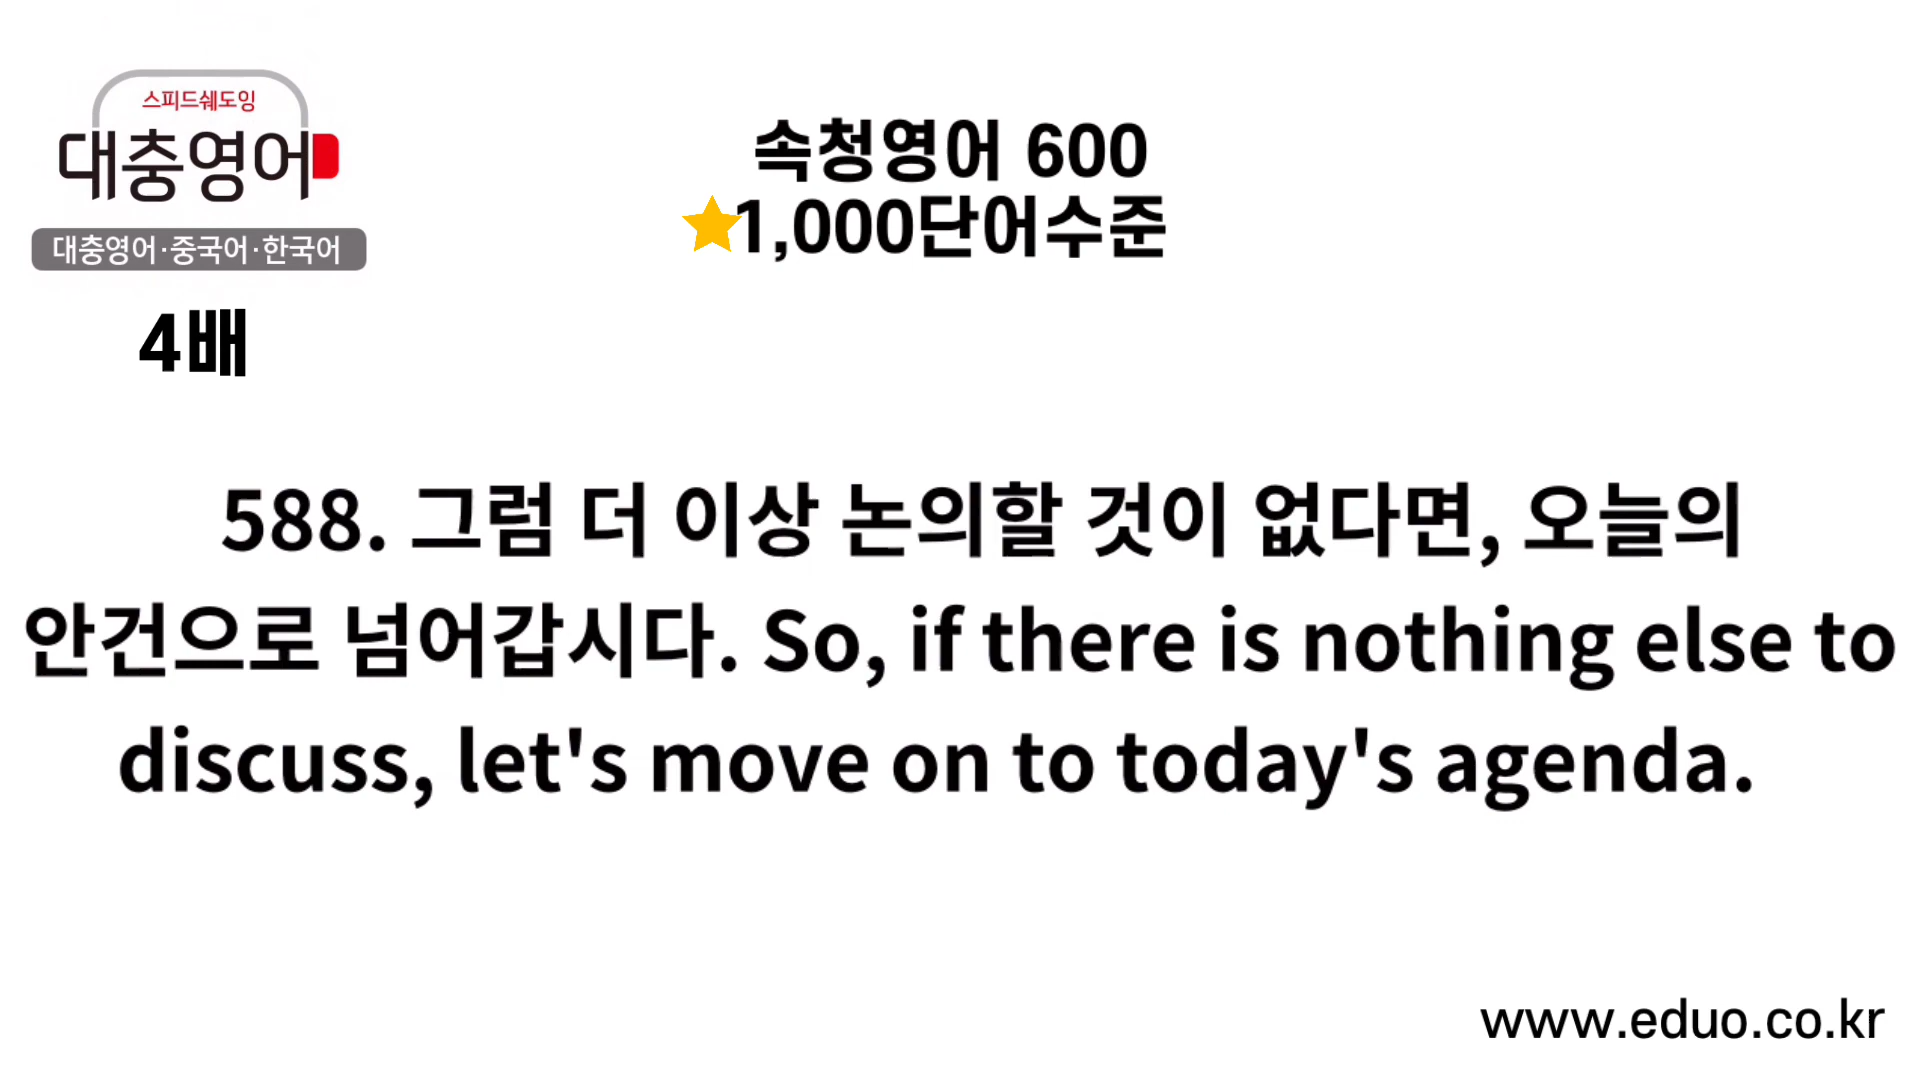 스피드쉐도잉
대충영어
대충영어·중국어·한국어
4배
속청영어 600
1,000단어수준
588. 그럼 더 이상 논의할 것이 없다면, 오늘의
안건으로 넘어갑시다. So, if there is nothing else to
discuss, let's move on to today's agenda.
www.eduo.co.kr